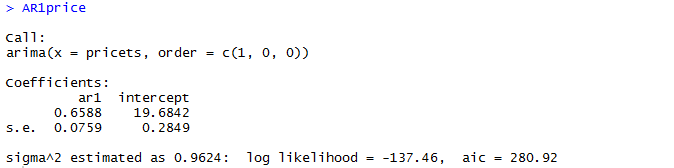 > AR1price
Call:
arima(x = pricets, order = c(1, 0, 0))
Coefficients:
ar1 intercept
0.6588 19.6842
s.e. 0.0759 0.2849
sigma^2 estimated as 0.9624: log likelihood = -137.46, aic = 280.92